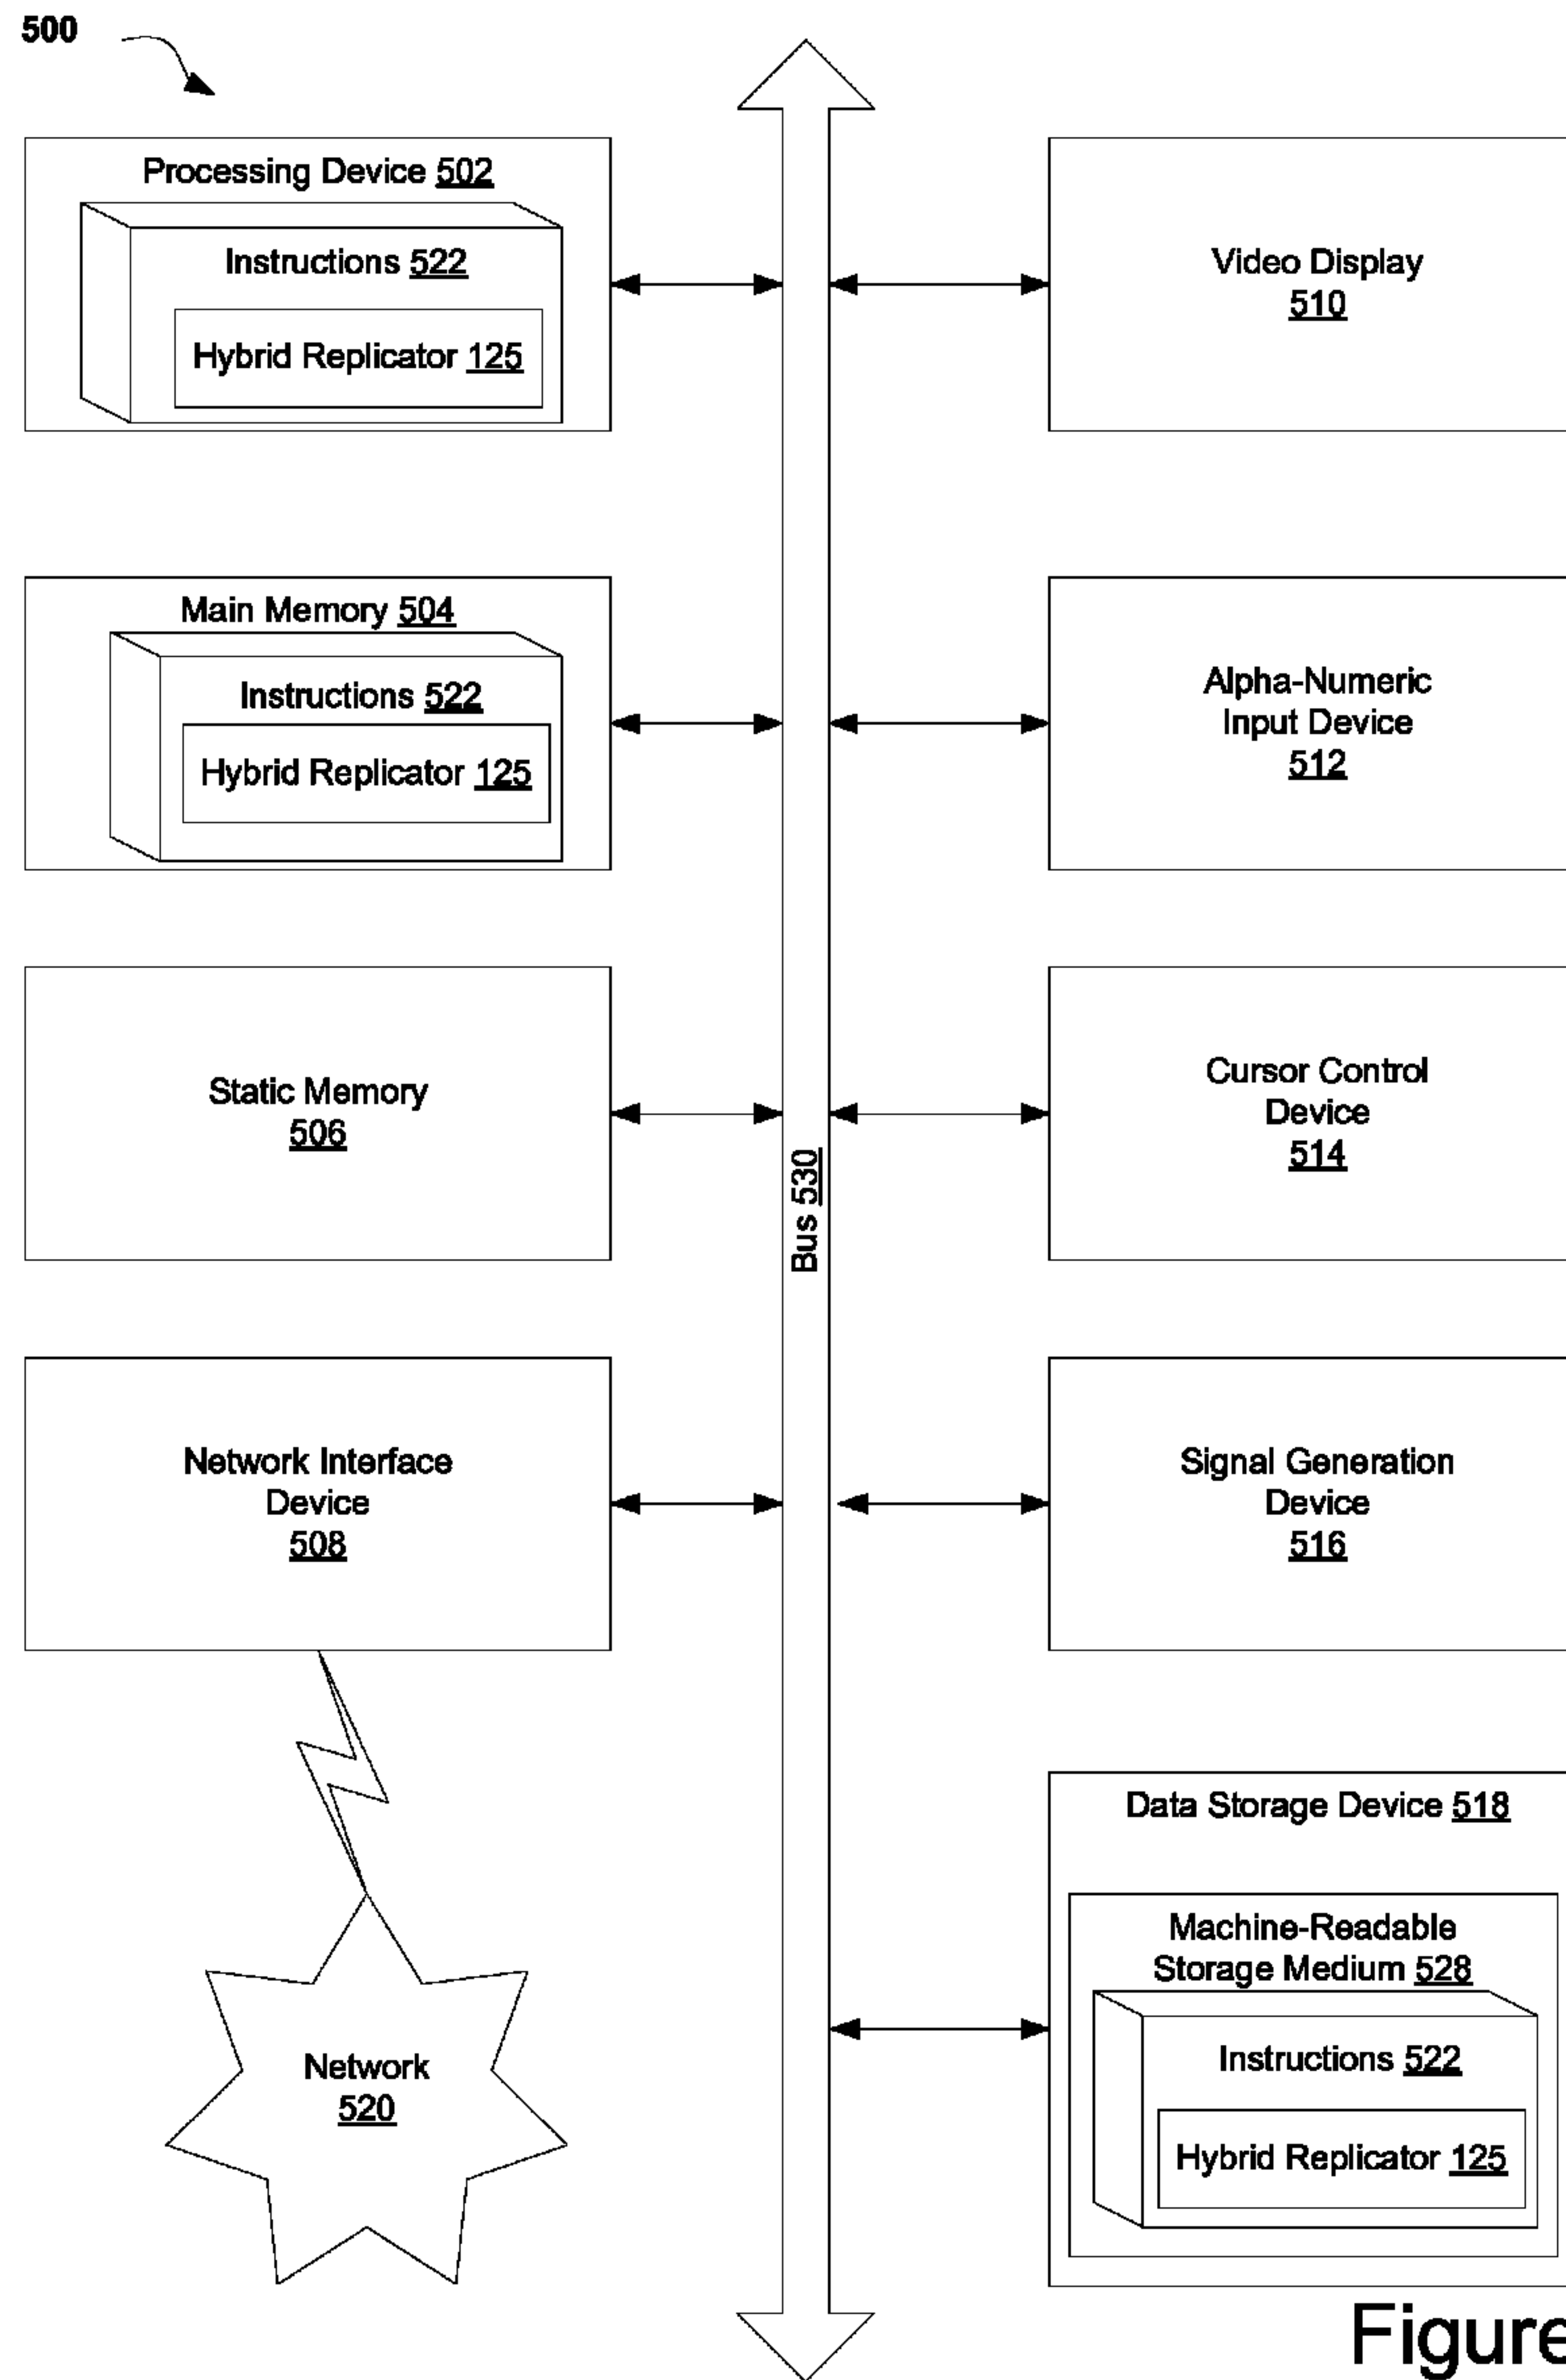 500
Processing Device 502
Instructions 522
Hybrid Replicator 125
Main Memory 504
Instructions 522
Hybrid Replicator 125
Static Memory
506
Network Interface
Device
508
Network
520
Bus 530
Video Display
510
Alpha-Numeric
Input Device
512
Cursor Control
Device
514
Signal Generation
Device
516
Data Storage Device 518
Machine-Readable
Storage Medium 528
Instructions 522
Hybrid Replicator 125
Figure